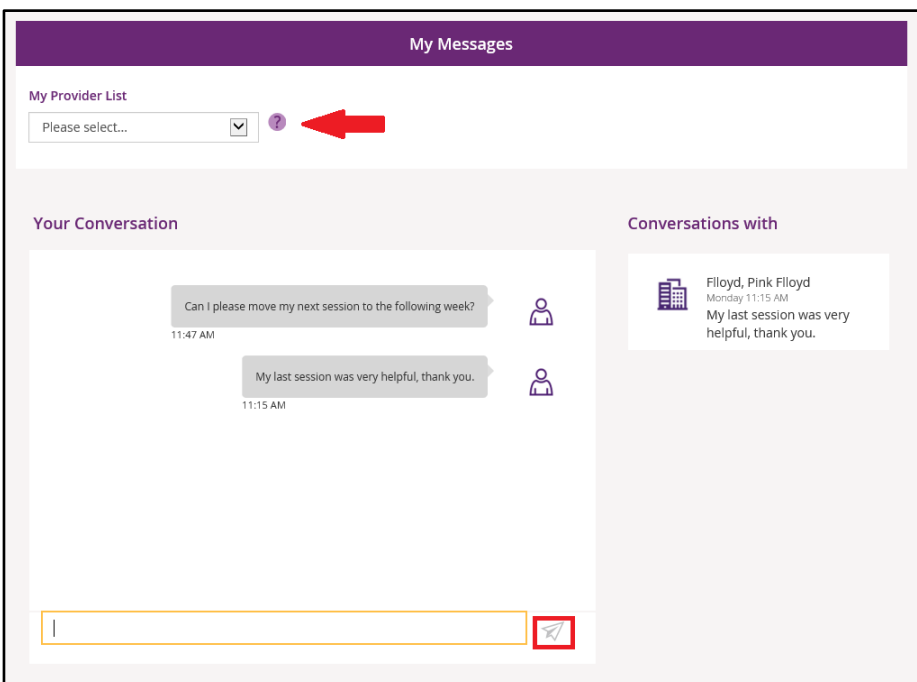 My Messages
My Provider List
Please select...
?
Your Conversation
Can I please move my next session to the following week?
11:47 AM
My last session was very helpful, thank you.
11:15 AM
Conversations with
Flloyd, Pink Flloyd
Monday 11:15 AM
My last session was very
helpful, thank you.